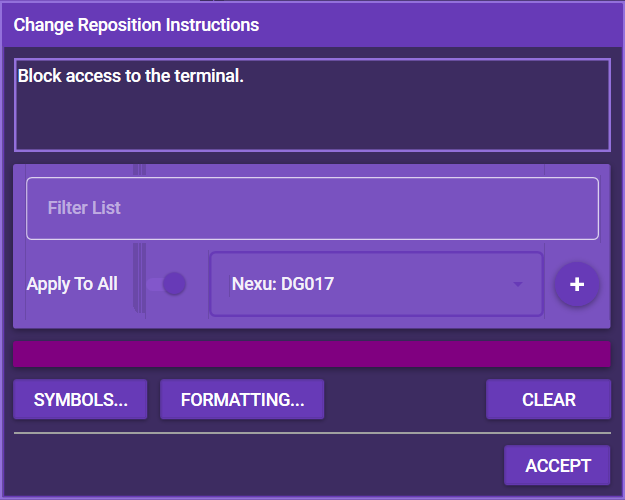 Change Reposition Instructions
Block access to the terminal.
Filter List
Apply To All
Nexu: DG017
+
SYMBOLS...
FORMATTING...
CLEAR
ACCEPT